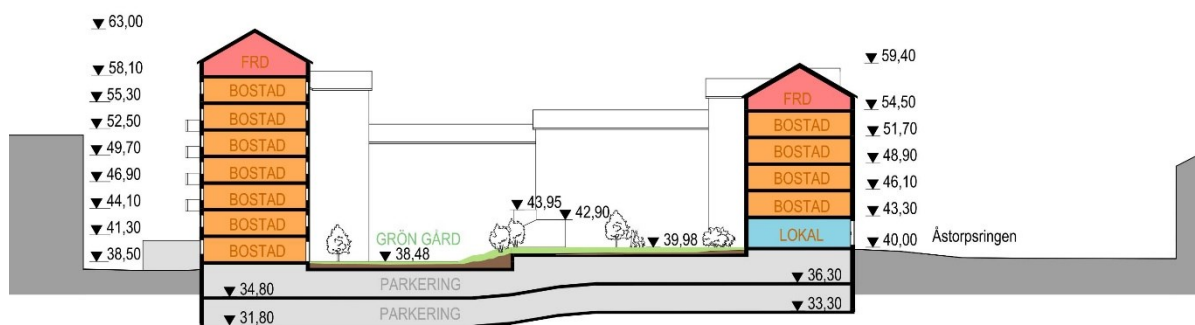 63,00
58,10
55,30
52,50
49,70
46,90
44,10
41,30
38,50
FRD
BOSTAD
BOSTAD
BOSTAD
BOSTAD
BOSTAD
BOSTAD
BOSTAD
GRÖN GÅRD
38,48
43,95
42,90
39,98
FRD
BOSTAD
BOSTAD
BOSTAD
BOSTAD
LOKAL
59,40
54,50
51,70
48,90
46,10
43,30
40,00 Åstorpsringen
PARKERING
34,80
36,30
PARKERING
31,80
33,30